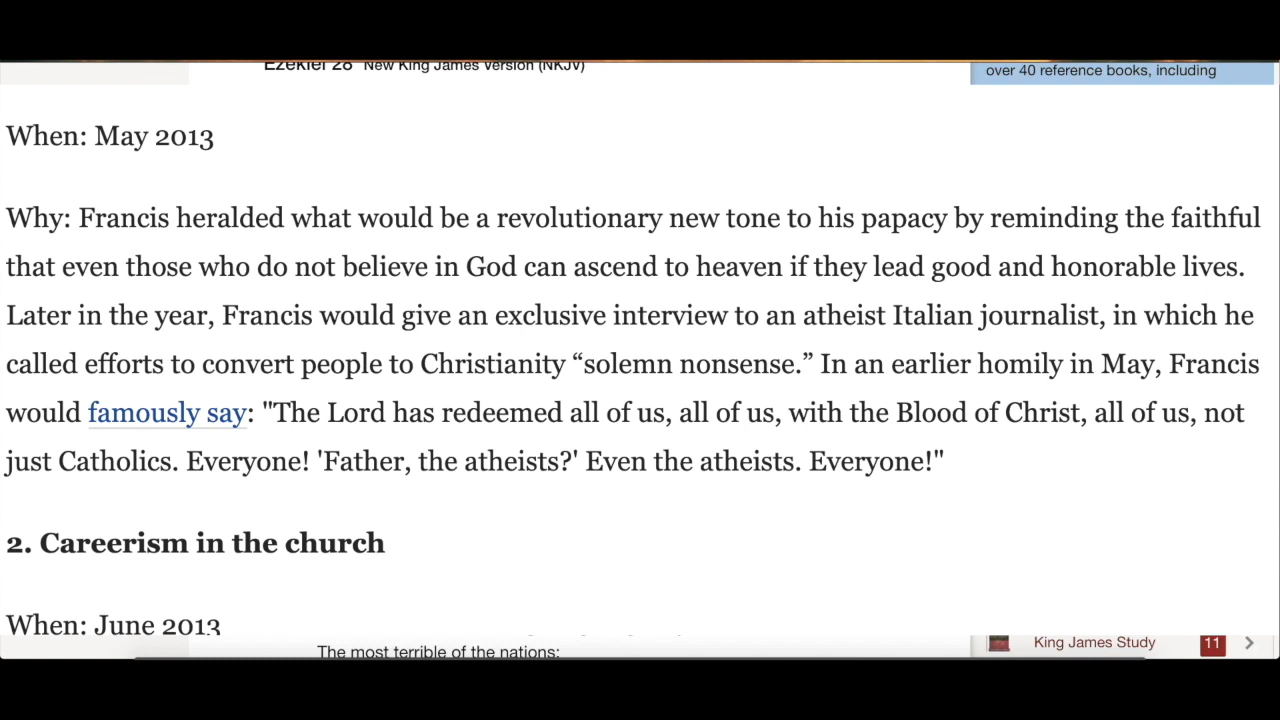 Ezekiel 28 New King James Version (NKJV)
over 40 reference books, including
When: May 2013
Why: Francis heralded what would be a revolutionary new tone to his papacy by reminding the faithful
that even those who do not believe in God can ascend to heaven if they lead good and honorable lives.
Later in the year, Francis would give an exclusive interview to an atheist Italian journalist, in which he
called efforts to convert people to Christianity “solemn nonsense.” In an earlier homily in May, Francis
would famously say: "The Lord has redeemed all of us, all of us, with the Blood of Christ, all of us, not
just Catholics. Everyone! 'Father, the atheists?' Even the atheists. Everyone!"
2. Careerism in the church
When: June 2013
The most terrible of the nations;
King James Study 11